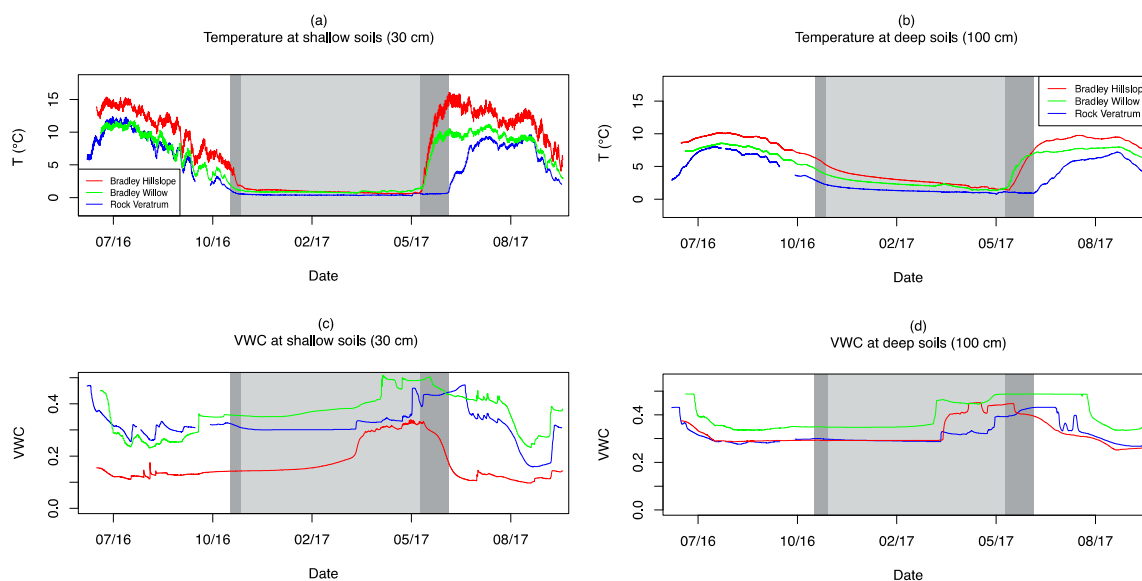 (a)
Temperature at shallow soils (30 cm)
T (°C)
15
10
5
0
Bradley Hillslope
Bradley Willow
Rock Veratrum
07/16 10/16 02/17 05/17 08/17
Date
(b)
Temperature at deep soils (100 cm)
T (°C)
15
10
5
0
Bradley Hillslop
Bradley Willow
Rock Veratrum
07/16 10/16 02/17 05/17 08/17
Date
(c)
VWC at shallow soils (30 cm)
VWC
0.4
0.2
0.0
07/16 10/16 02/17 05/17 08/17
Date
(d)
VWC at deep soils (100 cm)
VWC
0.4
0.2
0.0
07/16 10/16 02/17 05/17 08/17
Date